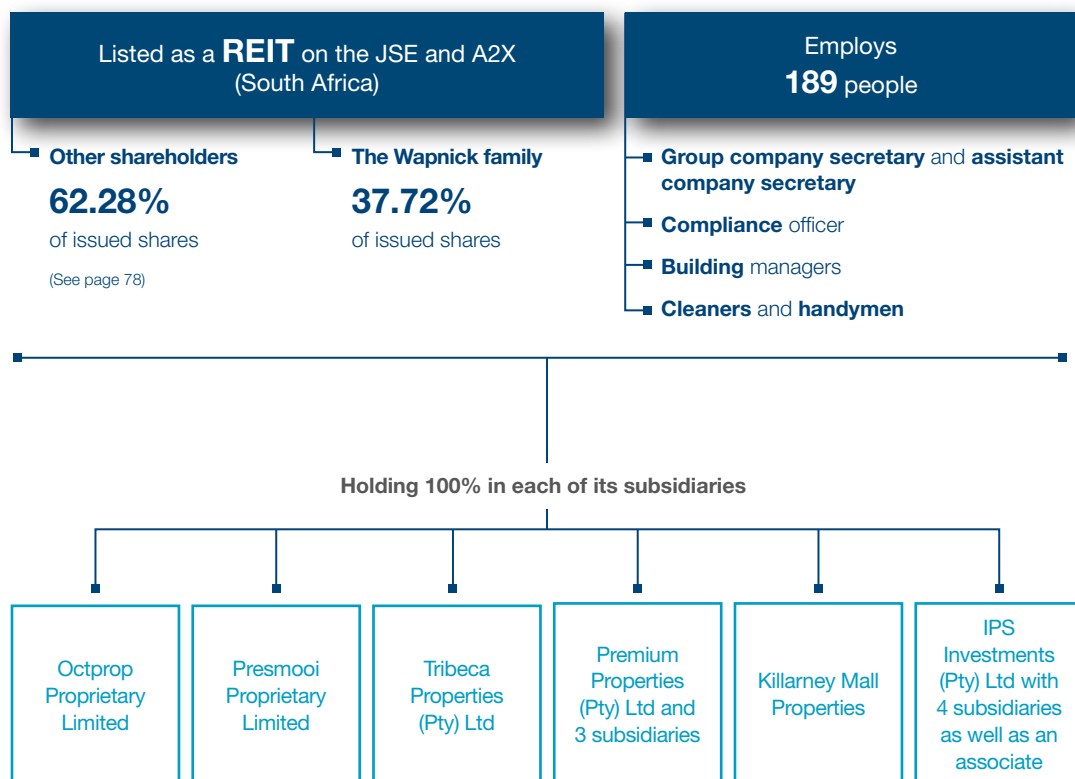 Listed as a REIT on the JSE and A2X
(South Africa)
Employs
189 people
Other shareholders
62.28%
of issued shares
(See page 78)
The Wapnick family
37.72%
of issued shares
Group company secretary and assistant
company secretary
Compliance officer
Building managers
Cleaners and handymen
Holding 100% in each of its subsidiaries
Octprop
Proprietary
Limited
Presmooi
Proprietary
Limited
Tribeca
Properties
(Pty) Ltd
Premium
Properties
(Pty) Ltd and
3 subsidiaries
Killarney Mall
Properties
IPS
Investments
(Pty) Ltd with
4 subsidiaries
as well as an
associate